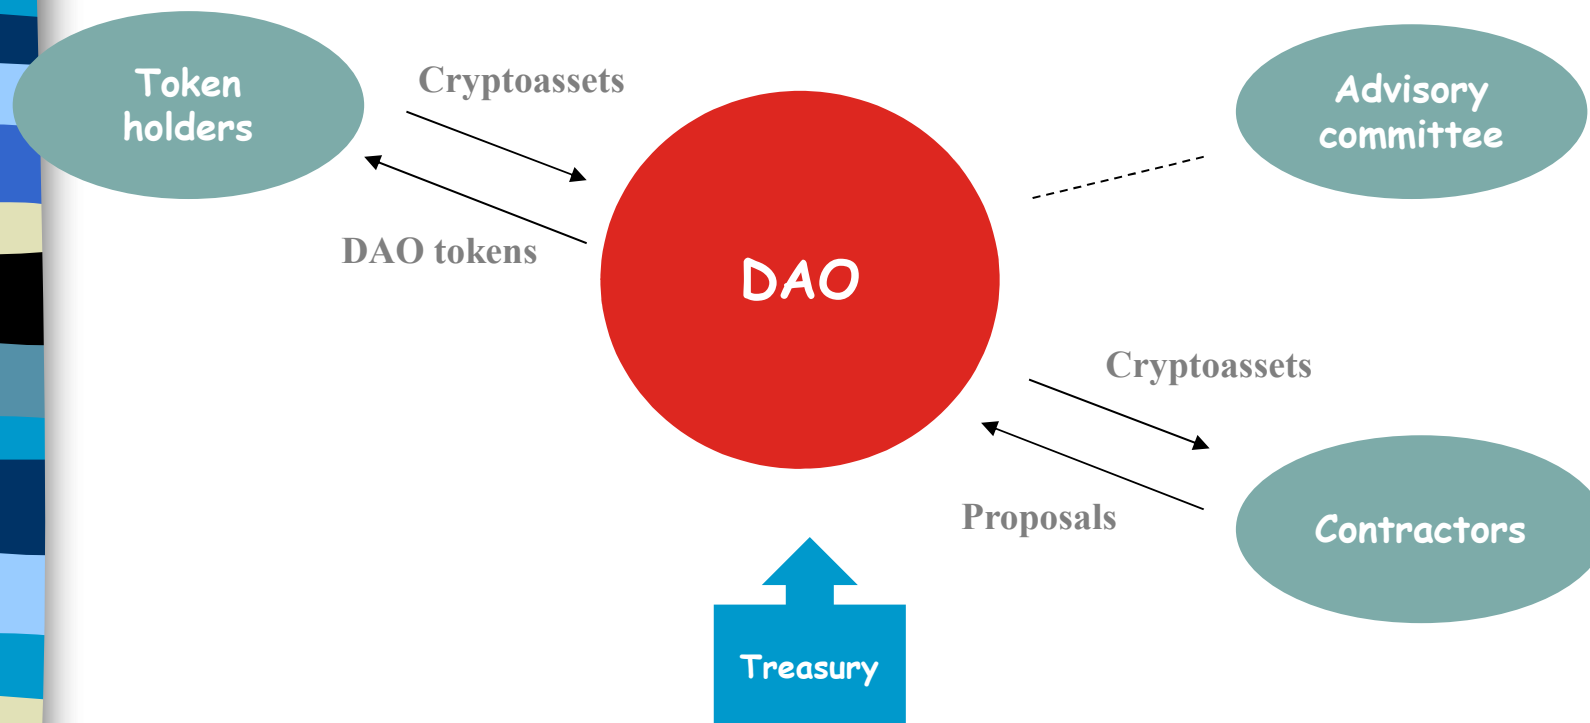 Token
holders
Cryptoassets
DAO tokens
DAO
Advisory
committee
Cryptoassets
Proposals
Contractors
Treasury